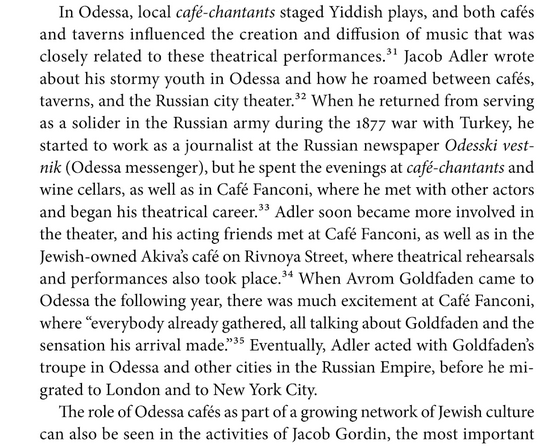 In Odessa, local café-chantants staged Yiddish plays, and both cafés
and taverns influenced the creation and diffusion of music that was
closely related to these theatrical performances.³¹ Jacob Adler wrote
about his stormy youth in Odessa and how he roamed between cafés,
taverns, and the Russian city theater.³² When he returned from serving
as a solider in the Russian army during the 1877 war with Turkey, he
started to work as a journalist at the Russian newspaper Odesski vest-
nik (Odessa messenger), but he spent the evenings at café-chantants and
wine cellars, as well as in Café Fanconi, where he met with other actors
and began his theatrical career.³³ Adler soon became more involved in
the theater, and his acting friends met at Café Fanconi, as well as in the
Jewish-owned Akiva’s café on Rivnoya Street, where theatrical rehearsals
and performances also took place.³⁴ When Avrom Goldfaden came to
Odessa the following year, there was much excitement at Café Fanconi,
where “everybody already gathered, all talking about Goldfaden and the
sensation his arrival made.”³⁵ Eventually, Adler acted with Goldfaden’s
troupe in Odessa and other cities in the Russian Empire, before he mi-
grated to London and to New York City.
The role of Odessa cafés as part of a growing network of Jewish culture
can also be seen in the activities of Jacob Gordin, the most important